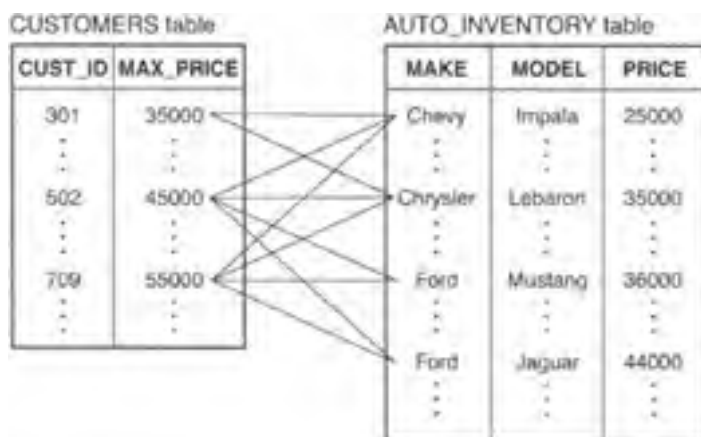 CUSTOMERS table
AUTO_INVENTORY table
CUST_ID MAX_PRICE
MAKE MODEL PRICE
301 35000
Chevy Impala 25000
502 45000
Chrysler Lebaron 35000
709 55000
Ford Mustang 36000
Ford Jaguar 44000